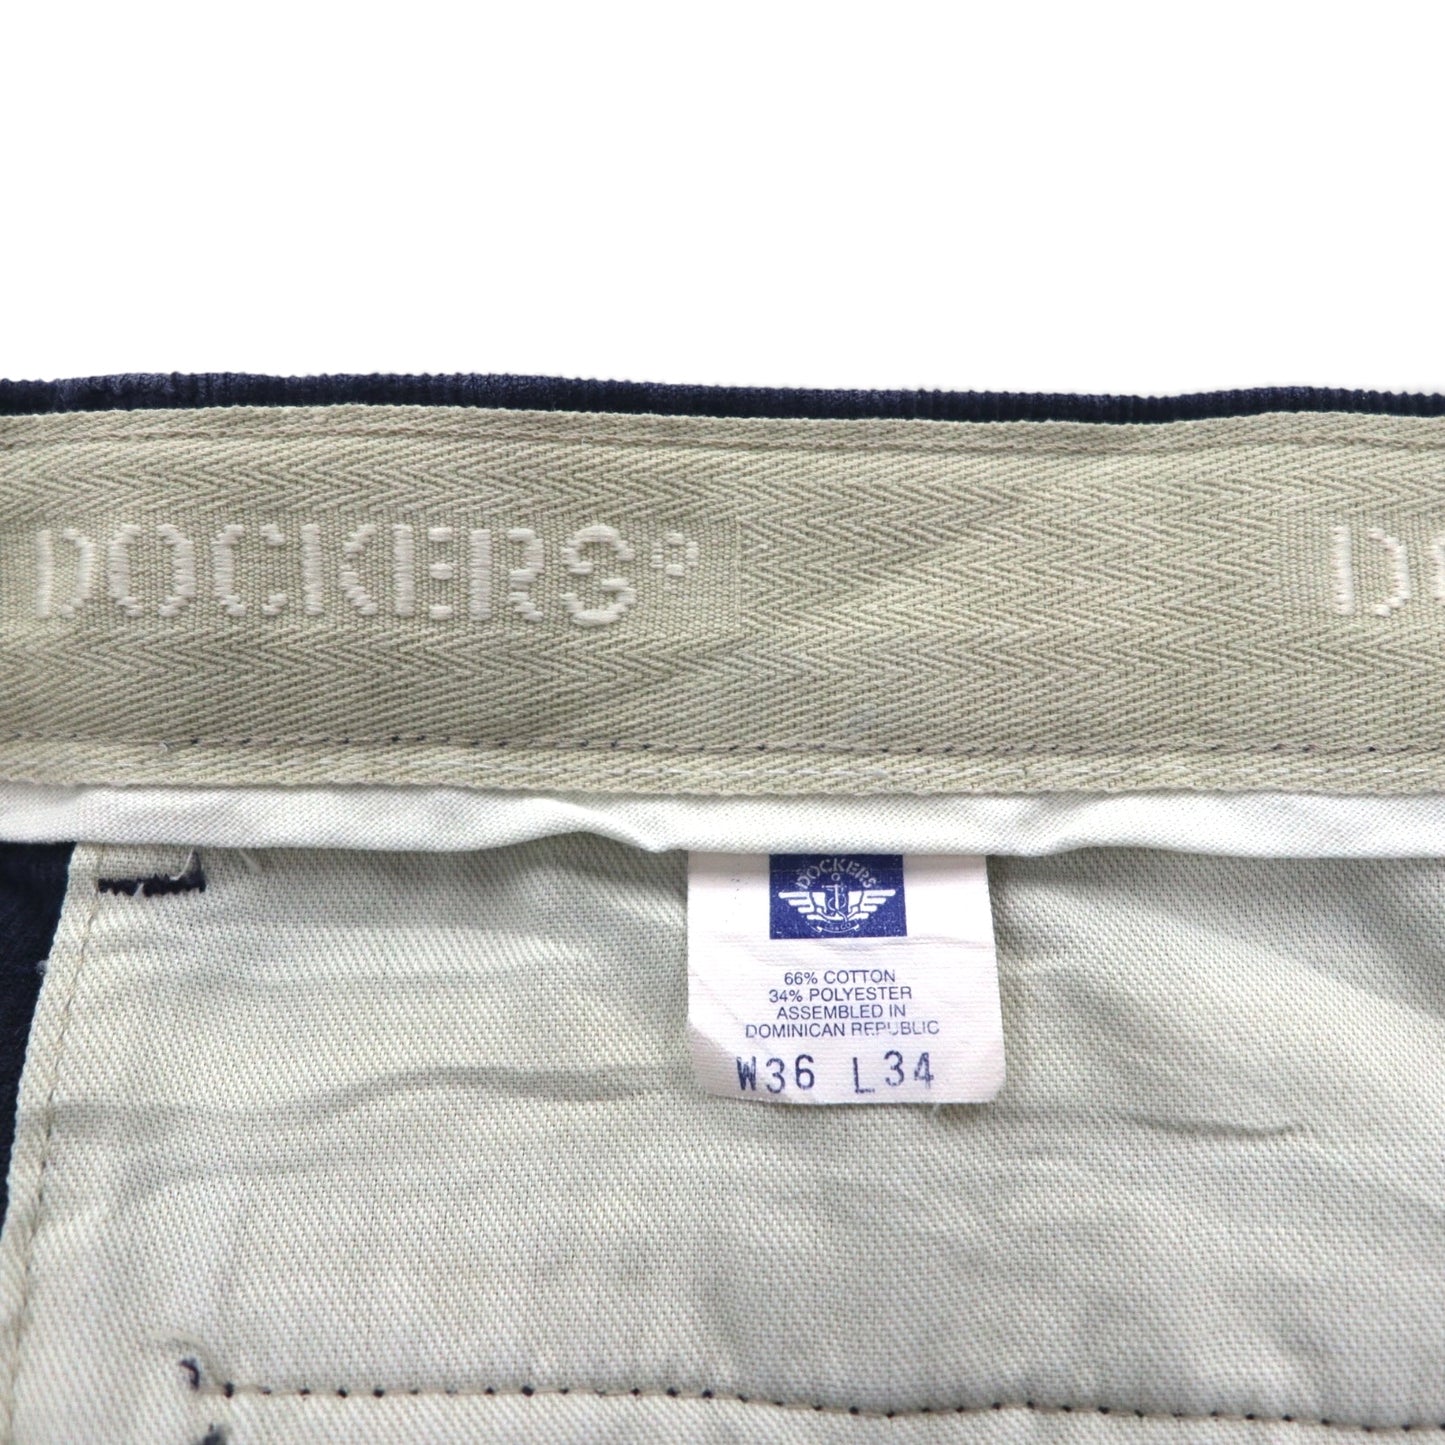 DOCKERS®
D
DOCKERS
66% COTTON
34% POLYESTER
ASSEMBLED IN
DOMINICAN REPUBLIC
W36 L34